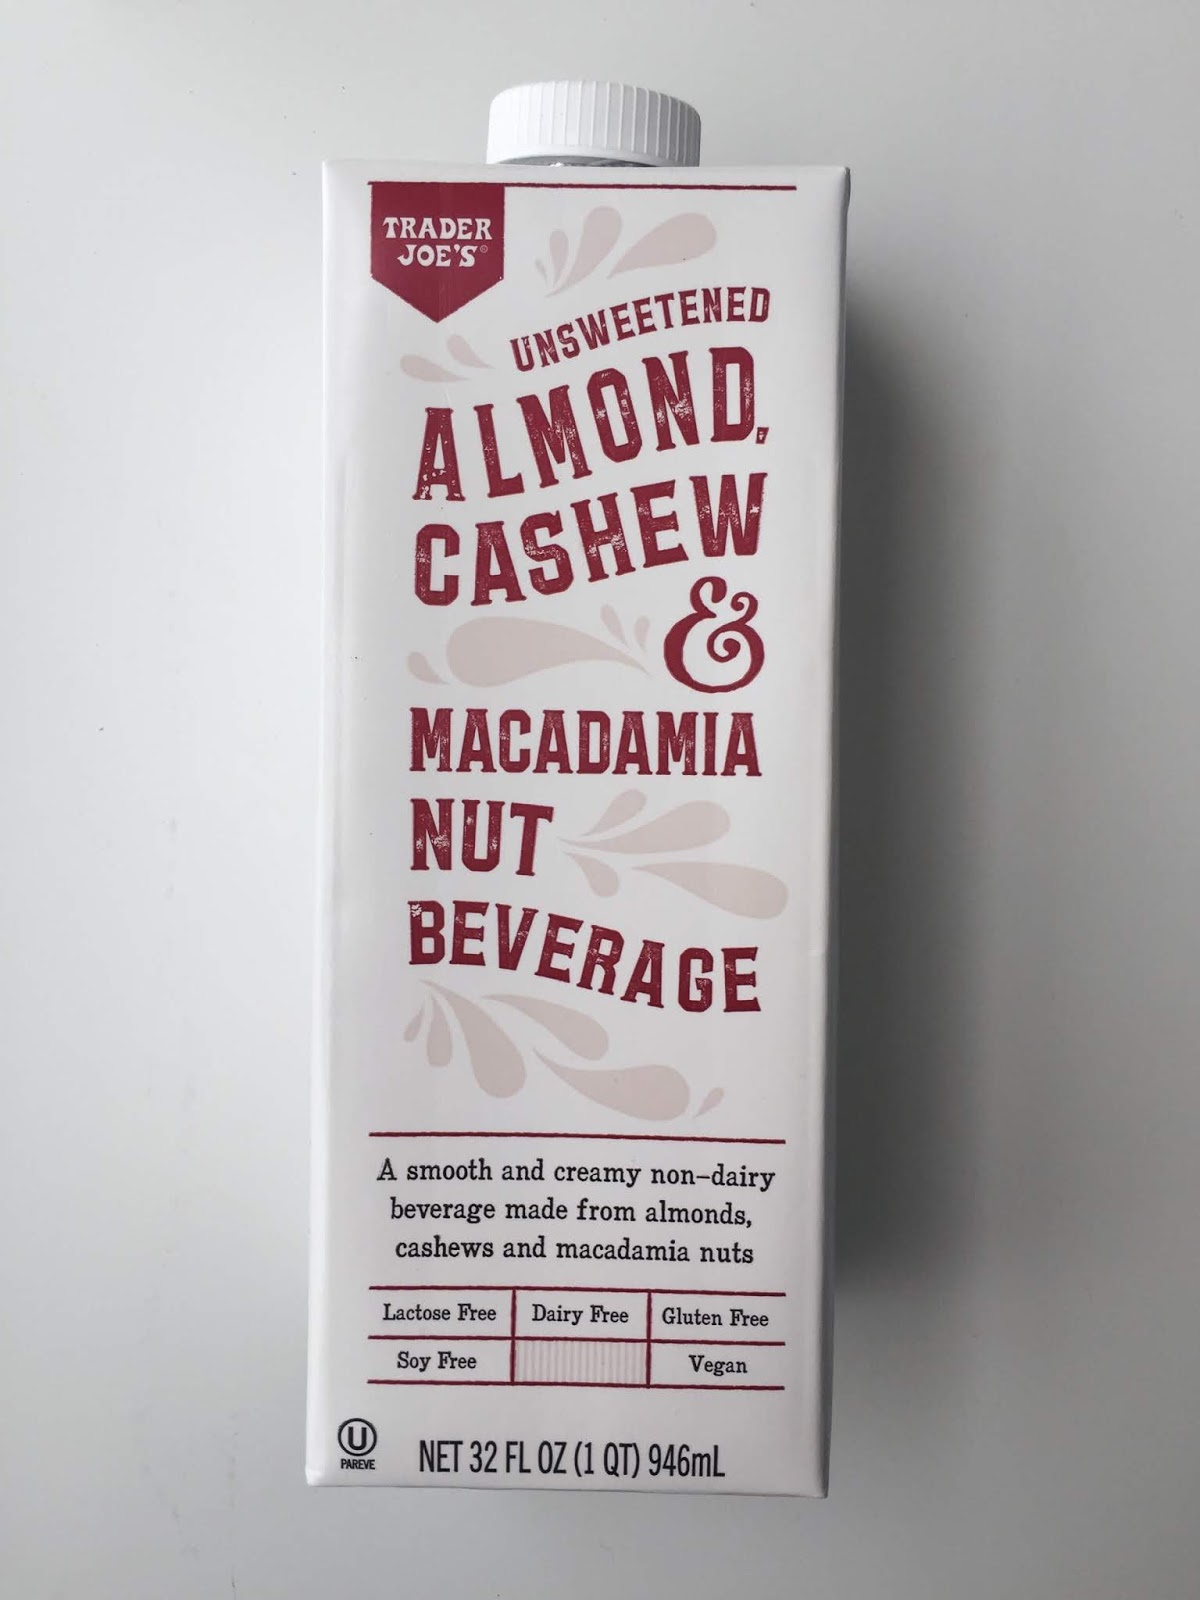 TRADER
JOE'S
UNSWEETENED
ALMOND,
CASHEW
&
MACADAMIA
NUT
BEVERAGE
A smooth and creamy non-dairy
beverage made from almonds,
cashews and macadamia nuts
Lactose Free Dairy Free Gluten Free
Soy Free Vegan
U
PAREVE
NET 32 FL OZ (1 QT) 946mL